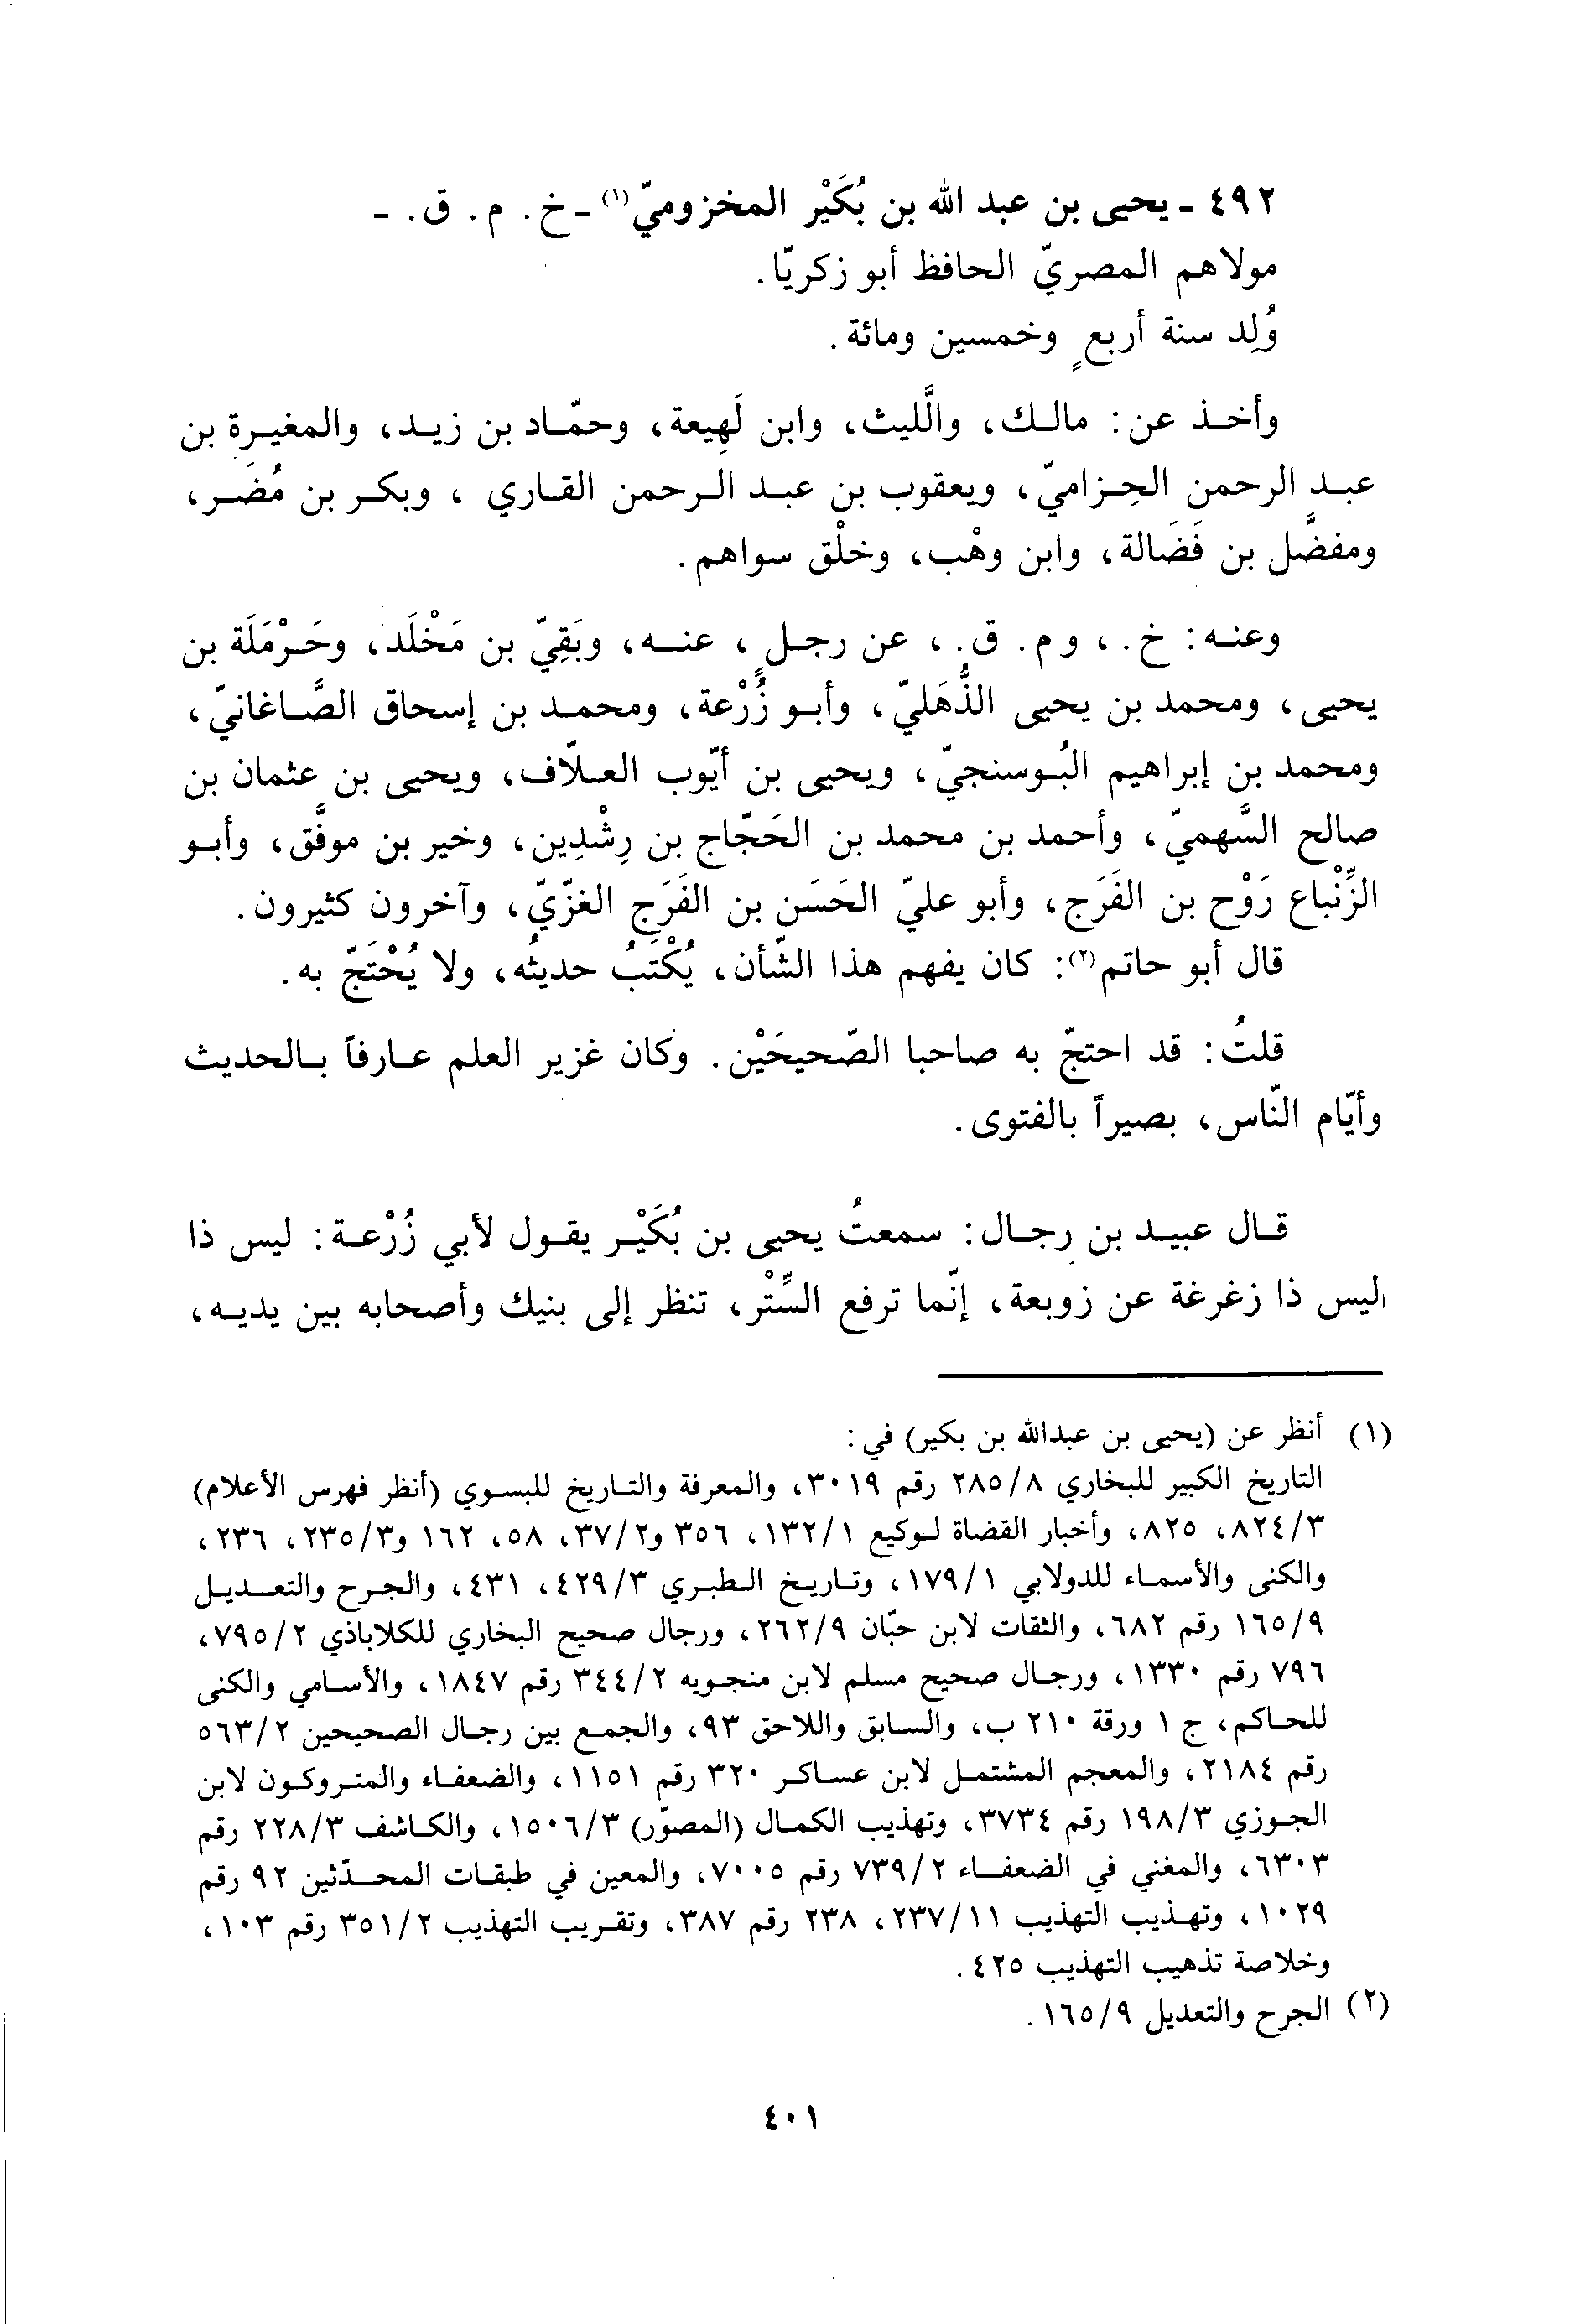 ٤٩٢ - يحيى بن عبد الله بن بُكَيْر المخزوميّ(١) - خ. م. ق. -
مولاهم المصريّ الحافظ أبو زكريّا.
وُلِد سنة أربعٍ وخمسين ومائة.
وأخذ عن: مالك، واللَّيث، وابن لَهِيعة، وحمّاد بن زيد، والمغيرة بن
عبد الرحمن الحِزاميّ، ويعقوب بن عبد الرحمن القاري، وبكر بن مُضَر،
ومفضَّل بن فَضَالة، وابن وهْب، وخلْق سواهم.
وعنه: خ.، وم. ق.، عن رجلٍ، عنه، وبَقِيّ بن مَخْلَد، وحَرْمَلَة بن
يحيى، ومحمد بن يحيى الذُّهَليّ، وأبو زُرْعة، ومحمد بن إسحاق الصَّاغانيّ،
ومحمد بن إبراهيم البُوسنجيّ، ويحيى بن أيّوب العلّاف، ويحيى بن عثمان بن
صالح السَّهميّ، وأحمد بن محمد بن الحَجّاج بن رِشْدِين، وخير بن موفَّق، وأبو
الزِّنْباع رَوْح بن الفَرَج، وأبو عليّ الحَسَن بن الفَرَج الغزّيّ، وآخرون كثيرون.
قال أبو حاتم(٢): كان يفهم هذا الشّأن، يُكْتَبُ حديثُه، ولا يُحْتَجّ به.
قلتُ: قد احتجّ به صاحبا الصّحيحَيْن. وكان غزير العلم عارفاً بالحديث
وأيّام النّاس، بصيراً بالفتوى.
قال عبيد بن رجال: سمعتُ يحيى بن بُكَيْر يقول لأبي زُرْعة: ليس ذا
ليس ذا زغرغة عن زوبعة، إنّما ترفع السِّتْر، تنظر إلى بنيك وأصحابه بين يديه،
(١) أنظر عن (يحيى بن عبدالله بن بكير) في:
التاريخ الكبير للبخاري ٢٨٥/٨ رقم ٣٠١٩، والمعرفة والتاريخ للبسوي (أنظر فهرس الأعلام)
٨٢٤/٣، ٨٢٥، وأخبار القضاة لوكيع ١٣٢/١، ٣٥٦ و٣٧/٢، ٥٨، ١٦٢ و٢٣٥/٣، ٢٣٦،
والكنى والأسماء للدولابي ١٧٩/١، وتاريخ الطبري ٤٢٩/٣، ٤٣١، والجرح والتعديل
١٦٥/٩ رقم ٦٨٢، والثقات لابن حبّان ٢٦٢/٩، ورجال صحيح البخاري للكلاباذي ٧٩٥/٢،
٧٩٦ رقم ١٣٣٠، ورجال صحيح مسلم لابن منجويه ٣٤٤/٢ رقم ١٨٤٧، والأسامي والكنى
للحاكم، ج ١ ورقة ٢١٠ ب، والسابق واللاحق ٩٣، والجمع بين رجال الصحيحين ٥٦٣/٢
رقم ٢١٨٤، والمعجم المشتمل لابن عساكر ٣٢٠ رقم ١١٥١، والضعفاء والمتروكون لابن
الجوزي ١٩٨/٣ رقم ٣٧٣٤، وتهذيب الكمال (المصوّر) ١٥٠٦/٣، والكاشف ٢٢٨/٣ رقم
٦٣٠٣، والمغني في الضعفاء ٧٣٩/٢ رقم ٧٠٠٥، والمعين في طبقات المحدّثين ٩٢ رقم
١٠٢٩، وتهذيب التهذيب ٢٣٧/١١، ٢٣٨ رقم ٣٨٧، وتقريب التهذيب ٣٥١/٢ رقم ١٠٣،
وخلاصة تذهيب التهذيب ٤٢٥.
(٢) الجرح والتعديل ١٦٥/٩.
٤٠١